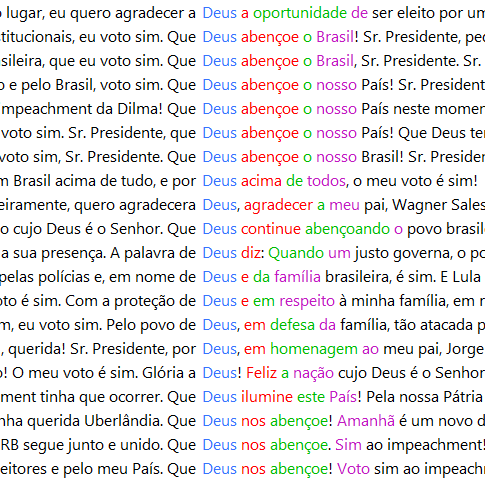 lugar, eu quero agradecer a Deus a oportunidade de ser eleito por um
stitucionais, eu voto sim. Que Deus abençoe o Brasil! Sr. Presidente, peç
sileira, que eu voto sim. Que Deus abençoe o Brasil, Sr. Presidente. Sr.
o e pelo Brasil, voto sim. Que Deus abençoe o nosso País! Sr. President
impeachment da Dilma! Que Deus abençoe o nosso País neste momen
voto sim. Sr. Presidente, que Deus abençoe o nosso País! Que Deus ten
voto sim, Sr. Presidente. Que Deus abençoe o nosso Brasil! Sr. Presiden
m Brasil acima de tudo, e por Deus acima de todos, o meu voto é sim!
eiramente, quero agradecera Deus, agradecer a meu pai, Wagner Sales
o cujo Deus é o Senhor. Que Deus continue abençoando o povo brasile
a sua presença. A palavra de Deus diz: Quando um justo governa, o po
pelas polícias e, em nome de Deus e da família brasileira, é sim. E Lula
oto é sim. Com a proteção de Deus e em respeito à minha família, em n
m, eu voto sim. Pelo povo de Deus, em defesa da família, tão atacada p
, querida! Sr. Presidente, por Deus, em homenagem ao meu pai, Jorge
o! O meu voto é sim. Glória a Deus! Feliz a nação cujo Deus é o Senhor
ment tinha que ocorrer. Que Deus ilumine este País! Pela nossa Pátria
nha querida Uberlândia. Que Deus nos abençoe! Amanhã é um novo d
RB segue junto e unido. Que Deus nos abençoe. Sim ao impeachment!
eitores e pelo meu País. Que Deus nos abençoe! Voto sim ao impeachm